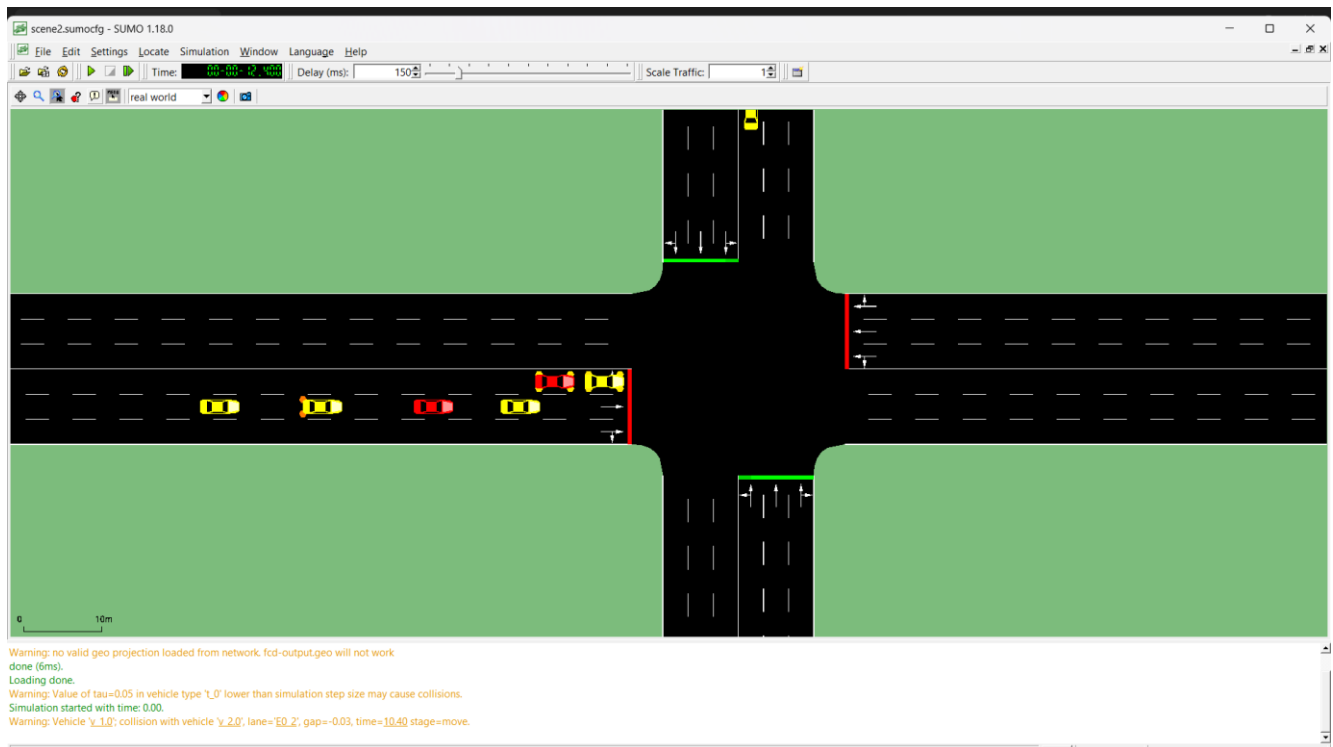 scene2.sumocfg - SUMO 1.18.0
File Edit Settings Locate Simulation Window Language Help
Time: 00-00-12.400 Delay (ms): 150 Scale Traffic: 1
real world
0 10m
Warning: no valid geo projection loaded from network. fcd-output.geo will not work
done (6ms).
Loading done.
Warning: Value of tau=0.05 in vehicle type 't_0' lower than simulation step size may cause collisions.
Simulation started with time: 0.00.
Warning: Vehicle 'v_1.0'; collision with vehicle 'v_2.0', lane='E0_2', gap=-0.03, time=10.40 stage=move.